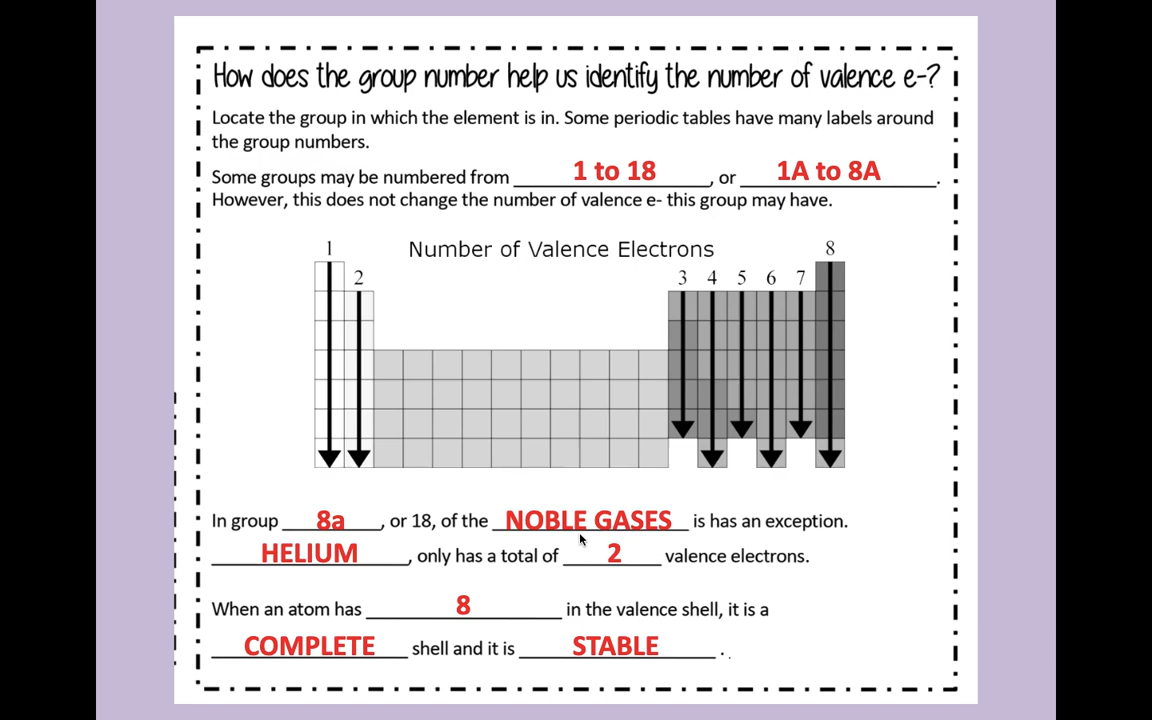 How does the group number help us identify the number of valence e-?
Locate the group in which the element is in. Some periodic tables have many labels around
the group numbers.
Some groups may be numbered from 1 to 18, or 1A to 8A.
However, this does not change the number of valence e- this group may have.
1 Number of Valence Electrons 8
2 3 4 5 6 7
In group 8a, or 18, of the NOBLE GASES is has an exception.
HELIUM, only has a total of 2 valence electrons.
When an atom has 8 in the valence shell, it is a
COMPLETE shell and it is STABLE . .